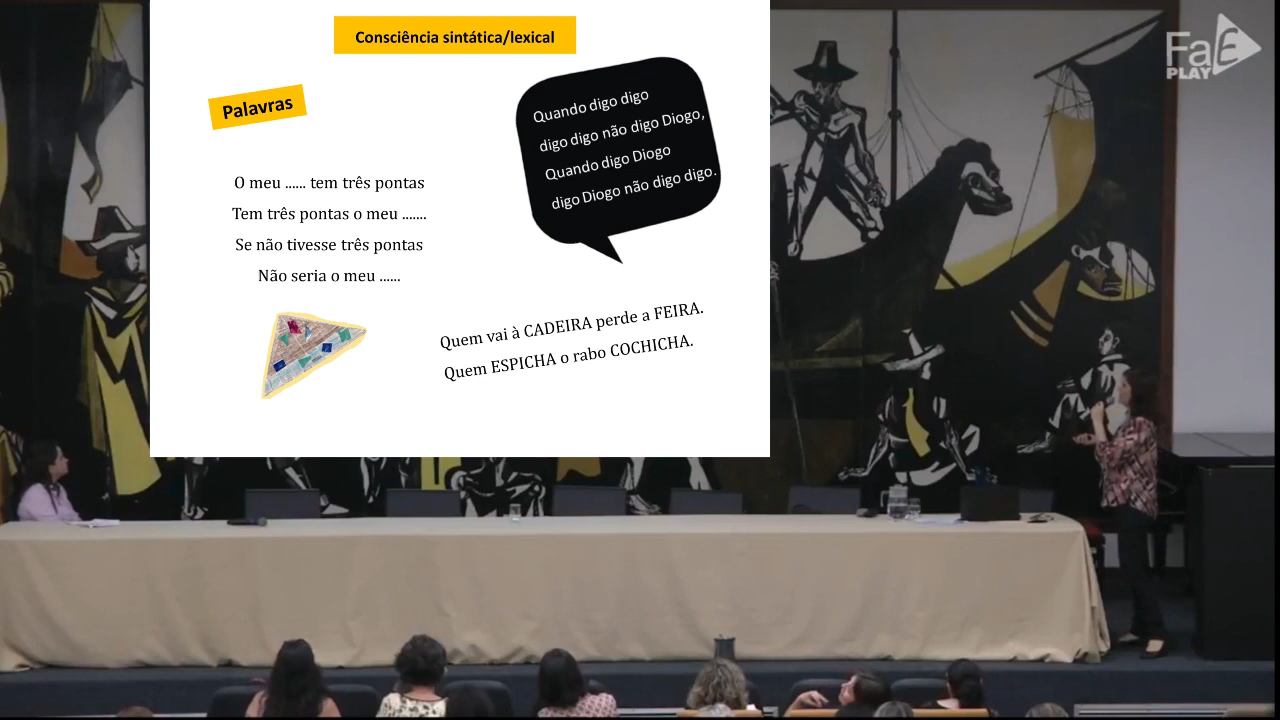 Consciência sintática/lexical
Palavras
O meu ...... tem três pontas
Tem três pontas o meu .......
Se não tivesse três pontas
Não seria o meu ......
Quando digo digo
digo digo não digo Diogo,
Quando digo Diogo
digo Diogo não digo digo.
Quem vai à CADEIRA perde a FEIRA.
Quem ESPICHA o rabo COCHICHA.
FaE
PLAY